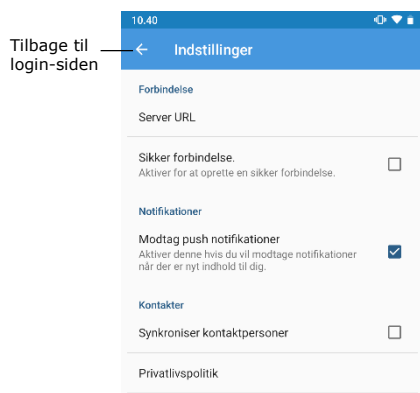 10.40
Tilbage til
login-siden
Indstillinger
Forbindelse
Server URL
Sikker forbindelse.
Aktiver for at oprette en sikker forbindelse.
Notifikationer
Modtag push notifikationer
Aktiver denne hvis du vil modtage notifikationer
når der er nyt indhold til dig.
Kontakter
Synkroniser kontaktpersoner
Privatlivspolitik